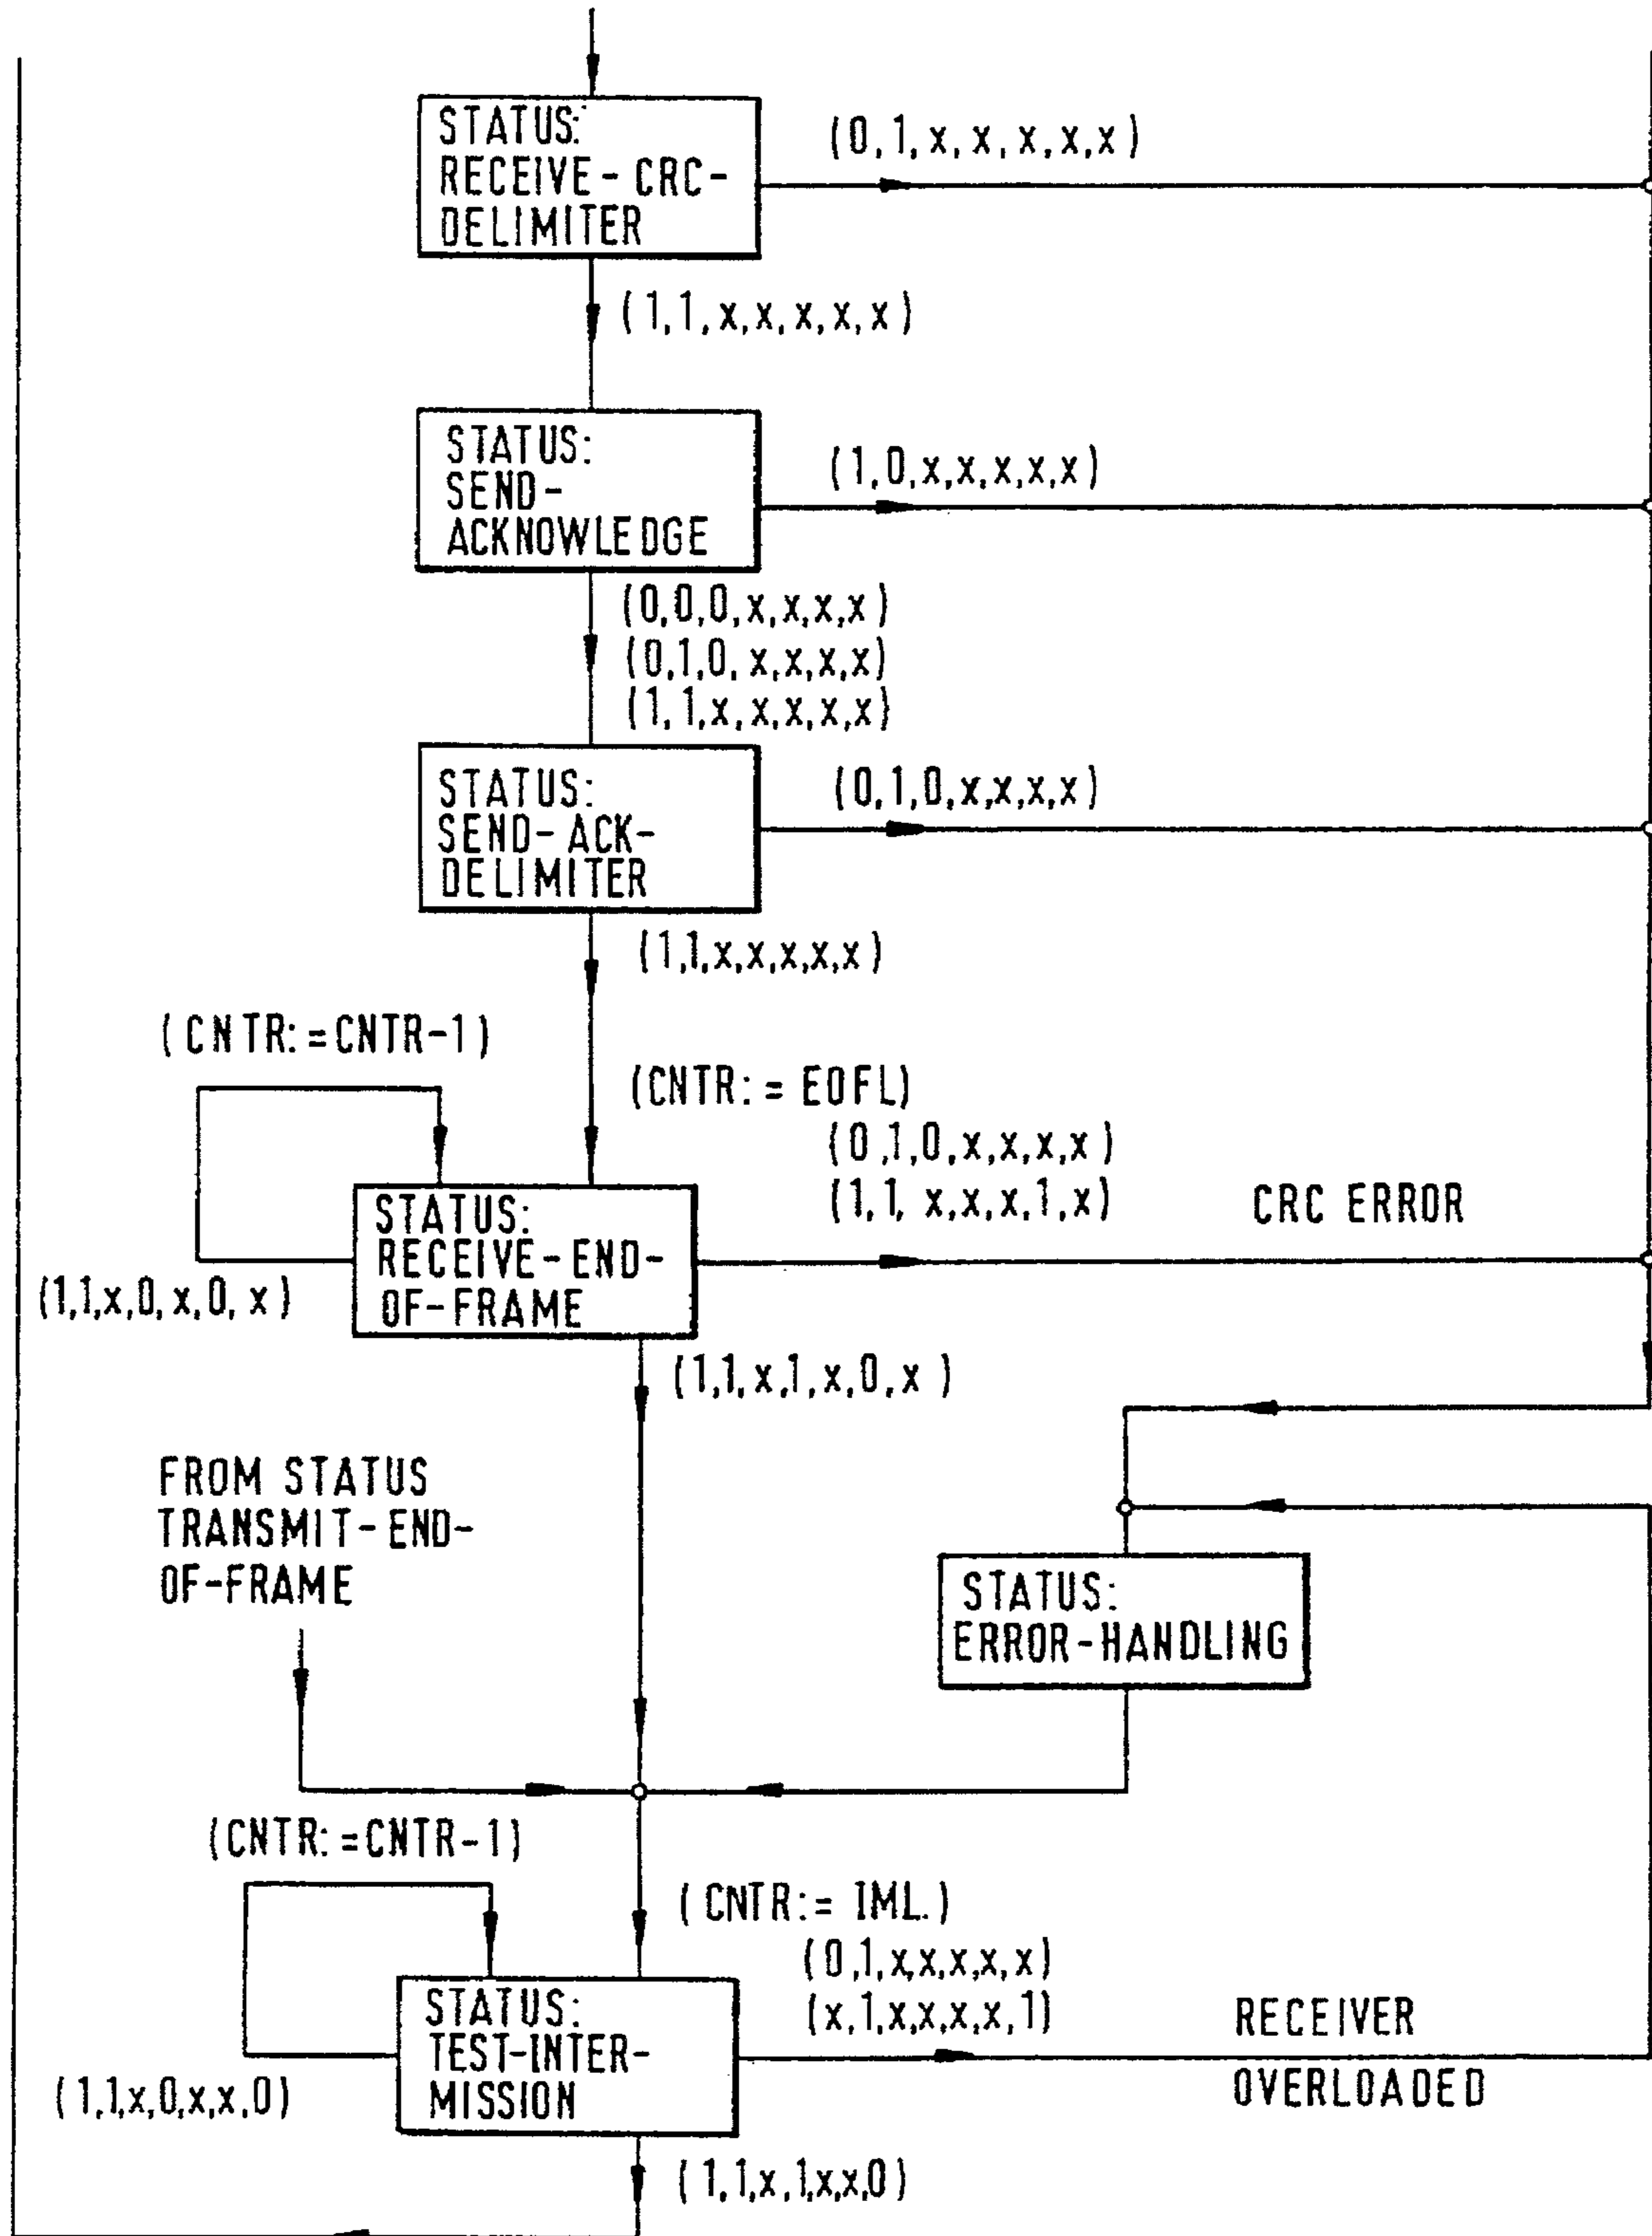 STATUS:
RECEIVE-CRC-
DELIMITER
(0,1,x,x,x,x,x)
(1,1,x,x,x,x,x)
STATUS:
SEND-
ACKNOWLEDGE
(1,0,x,x,x,x,x)
(0,0,0,x,x,x,x)
(0,1,0,x,x,x,x)
(1,1,x,x,x,x,x)
STATUS:
SEND-ACK-
DELIMITER
(0,1,0,x,x,x,x)
(1,1,x,x,x,x,x)
(CNTR:=CNTR-1)
(CNTR:=EOFL)
(0,1,0,x,x,x,x)
(1,1,x,x,x,1,x)
CRC ERROR
STATUS:
RECEIVE-END-
OF-FRAME
(1,1,x,0,x,0,x)
(1,1,x,1,x,0,x)
FROM STATUS
TRANSMIT-END-
OF-FRAME
STATUS:
ERROR-HANDLING
(CNTR:=CNTR-1)
(CNTR:=IML.)
(0,1,x,x,x,x,x)
(x,1,x,x,x,x,1)
RECEIVER
OVERLOADED
STATUS:
TEST-INTER-
MISSION
(1,1,x,0,x,x,0)
(1,1,x,1,x,x,0)